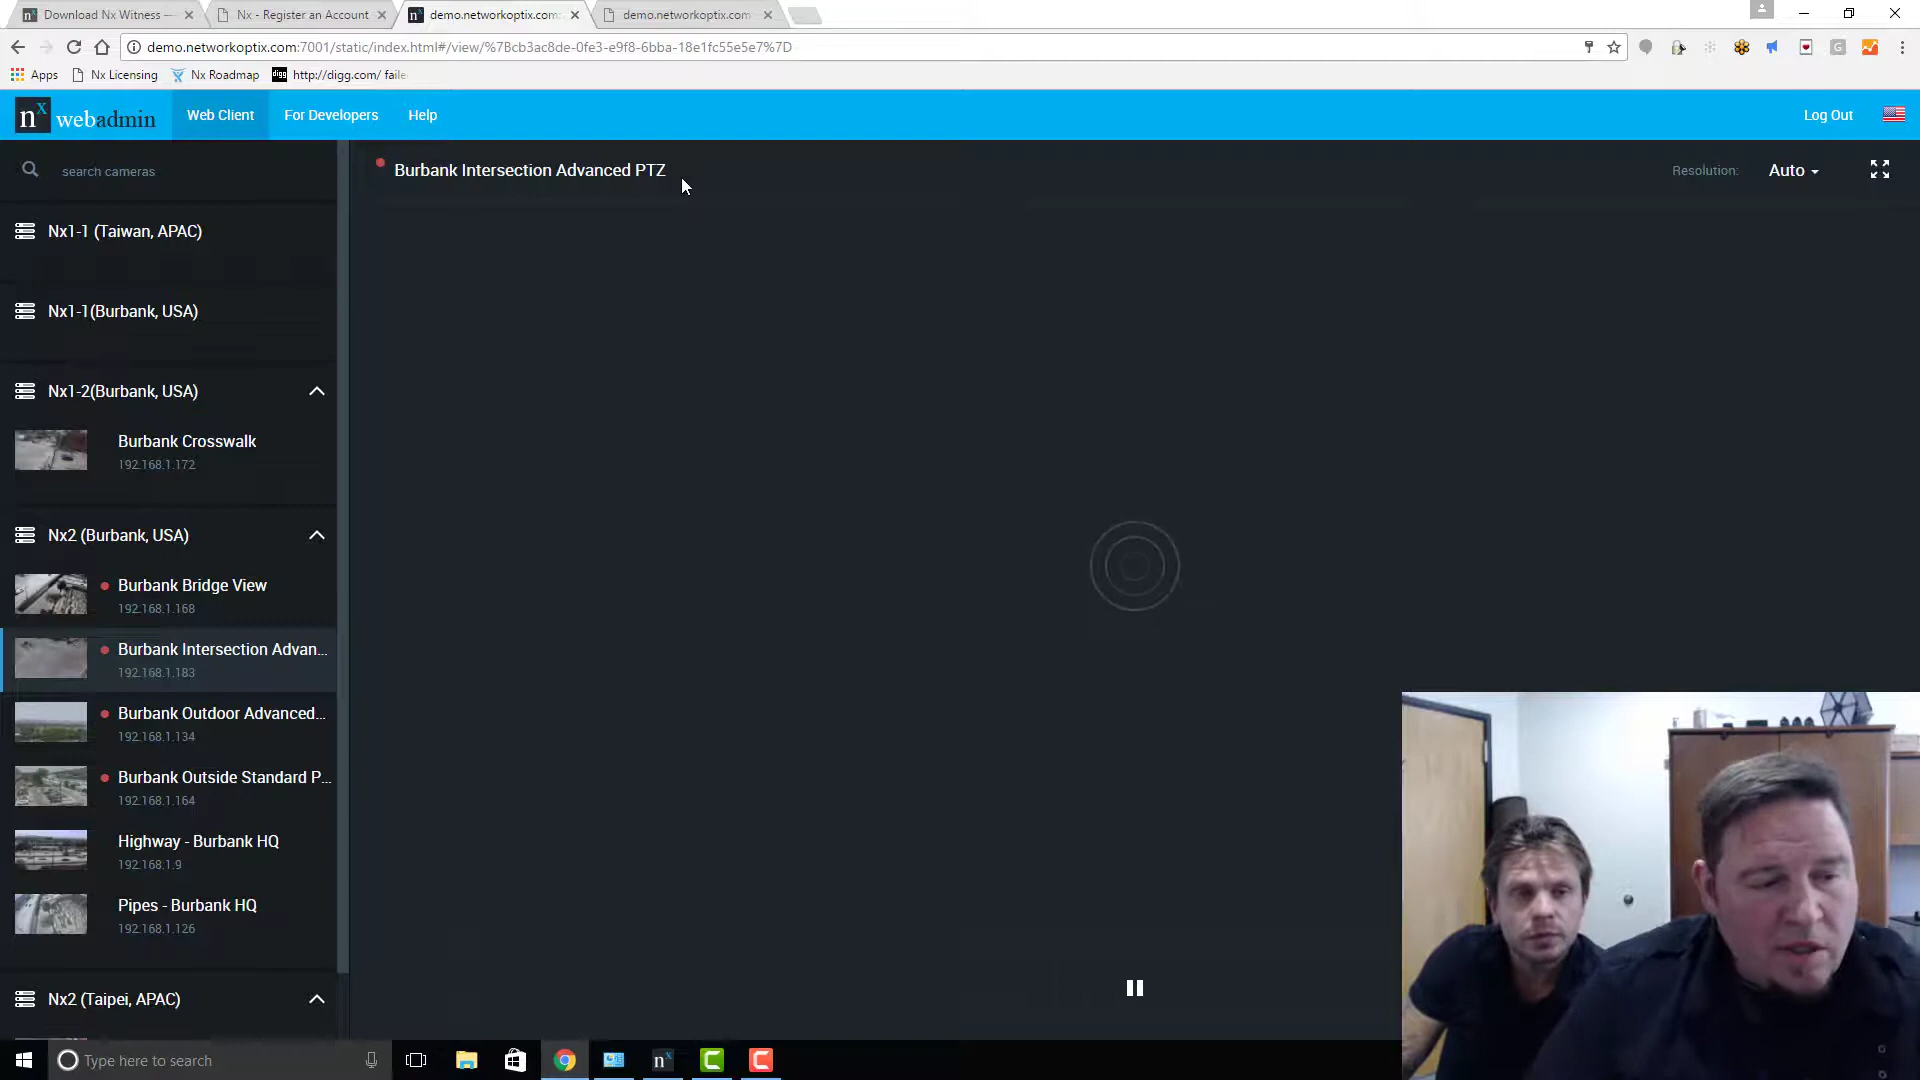 Download Nx Witness —
Nx - Register an Account
demo.networkoptix.com:
demo.networkoptix.com
demo.networkoptix.com:7001/static/index.html#/view/%7Bcb3ac8de-0fe3-e9f8-6bba-18e1fc55e5e7%7D
Apps
Nx Licensing
Nx Roadmap
digg
http://digg.com/ faile
nx webadmin
Web Client
For Developers
Help
Log Out
search cameras
Burbank Intersection Advanced PTZ
Resolution:
Auto
Nx1-1 (Taiwan, APAC)
Nx1-1(Burbank, USA)
Nx1-2(Burbank, USA)
Burbank Crosswalk
192.168.1.172
Nx2 (Burbank, USA)
Burbank Bridge View
192.168.1.168
Burbank Intersection Advan...
192.168.1.183
Burbank Outdoor Advanced...
192.168.1.134
Burbank Outside Standard P...
192.168.1.164
Highway - Burbank HQ
192.168.1.9
Pipes - Burbank HQ
192.168.1.126
Nx2 (Taipei, APAC)
Type here to search